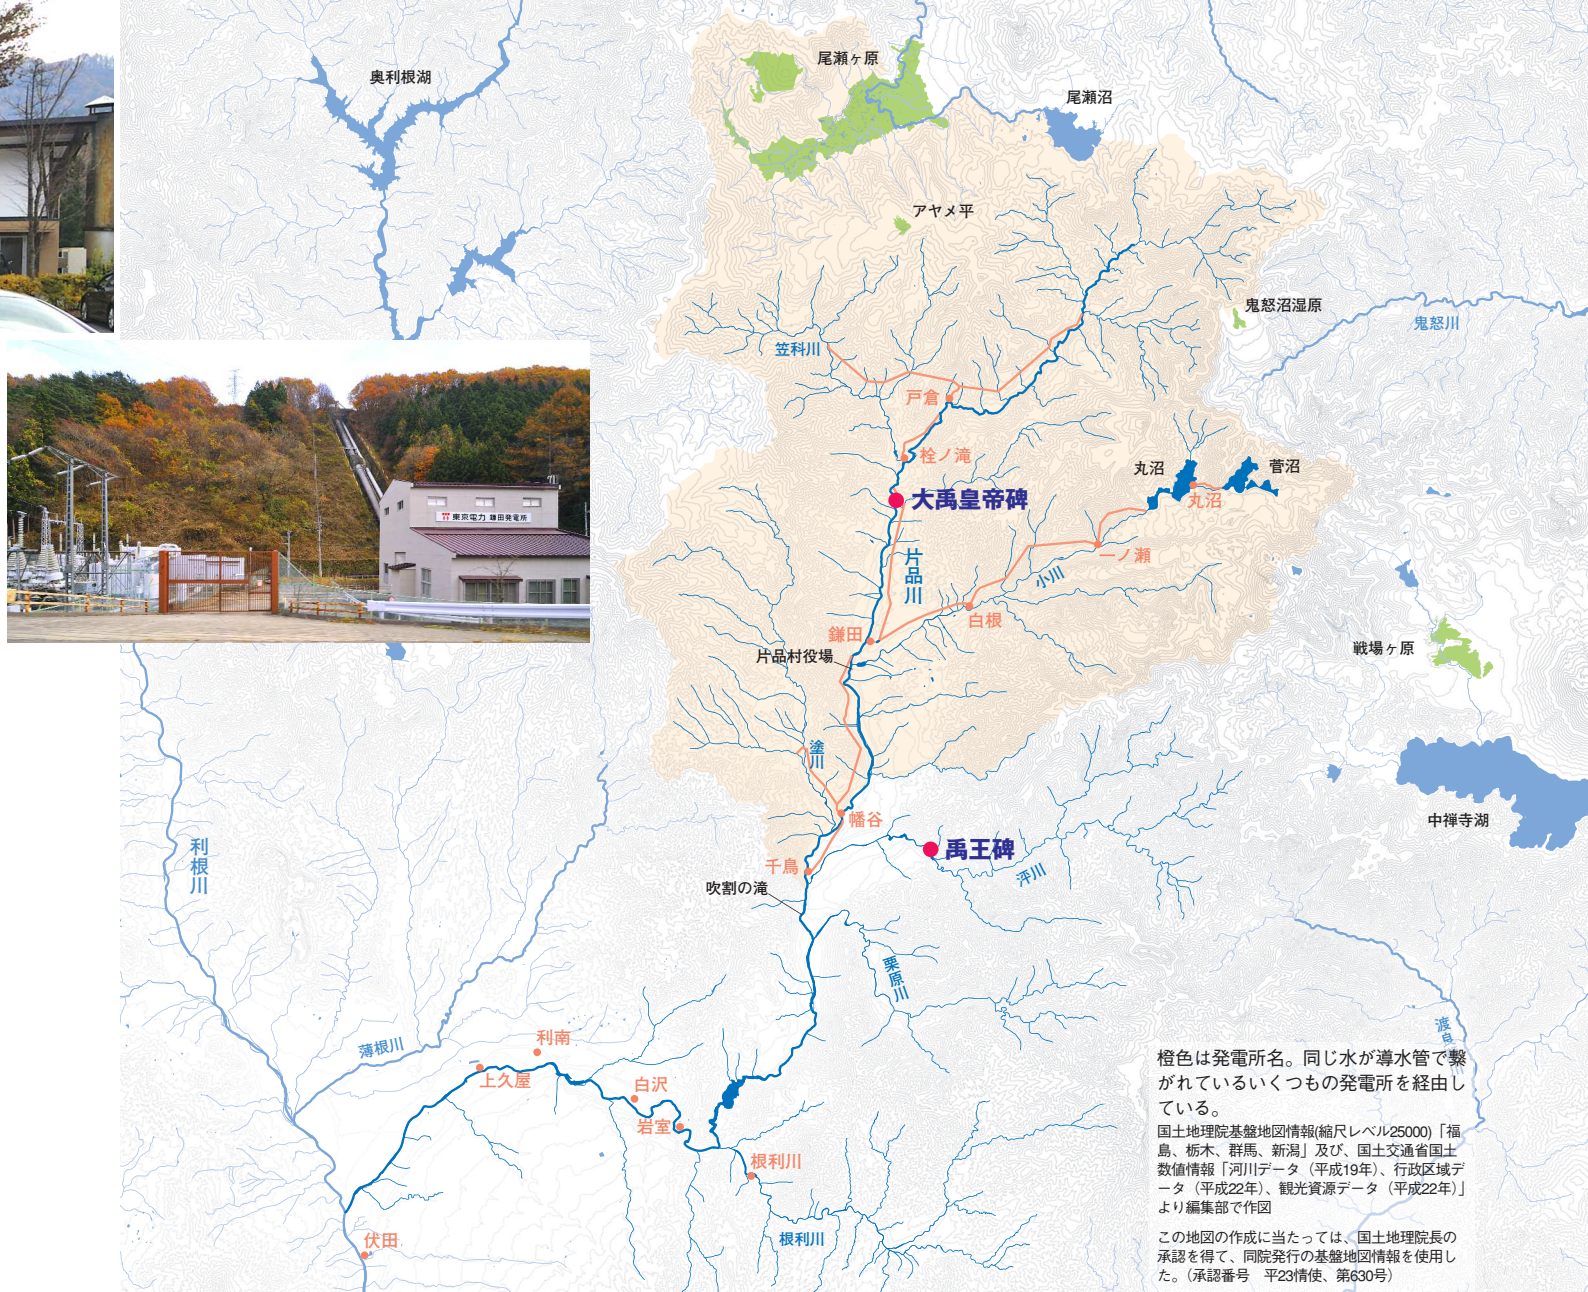 奥利根湖
尾瀬ヶ原
尾瀬沼
アヤメ平
鬼怒沼湿原
鬼怒川
笠科川
戸倉
栓ノ滝
丸沼
菅沼
丸沼
大禹皇帝碑
東京電力 鎌田発電所
片品川
一ノ瀬
小川
白根
鎌田
片品村役場
戦場ヶ原
塗川
幡谷
中禅寺湖
禹王碑
利根川
千鳥
泙川
吹割の滝
栗原川
薄根川
利南
上久屋
白沢
岩室
根利川
根利川
伏田
渡良
橙色は発電所名。同じ水が導水管で繋
がれているいくつもの発電所を経由し
ている。
国土地理院基盤地図情報(縮尺レベル25000)「福
島、栃木、群馬、新潟」及び、国土交通省国土
数値情報「河川データ（平成19年）、行政区域デ
ータ（平成22年）、観光資源データ（平成22年）」
より編集部で作図
この地図の作成に当たっては、国土地理院長の
承認を得て、同院発行の基盤地図情報を使用し
た。（承認番号　平23情使、第630号）